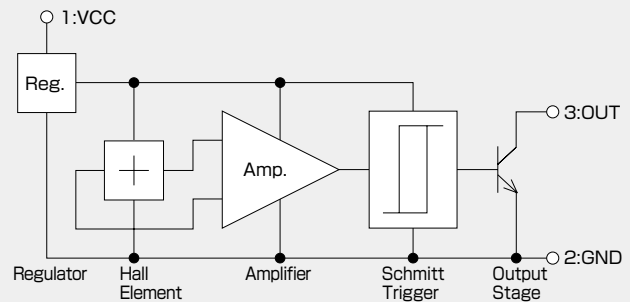 1:VCC
Reg.
3:OUT
Amp.
2:GND
Regulator
Hall
Element
Amplifier
Schmitt
Trigger
Output
Stage